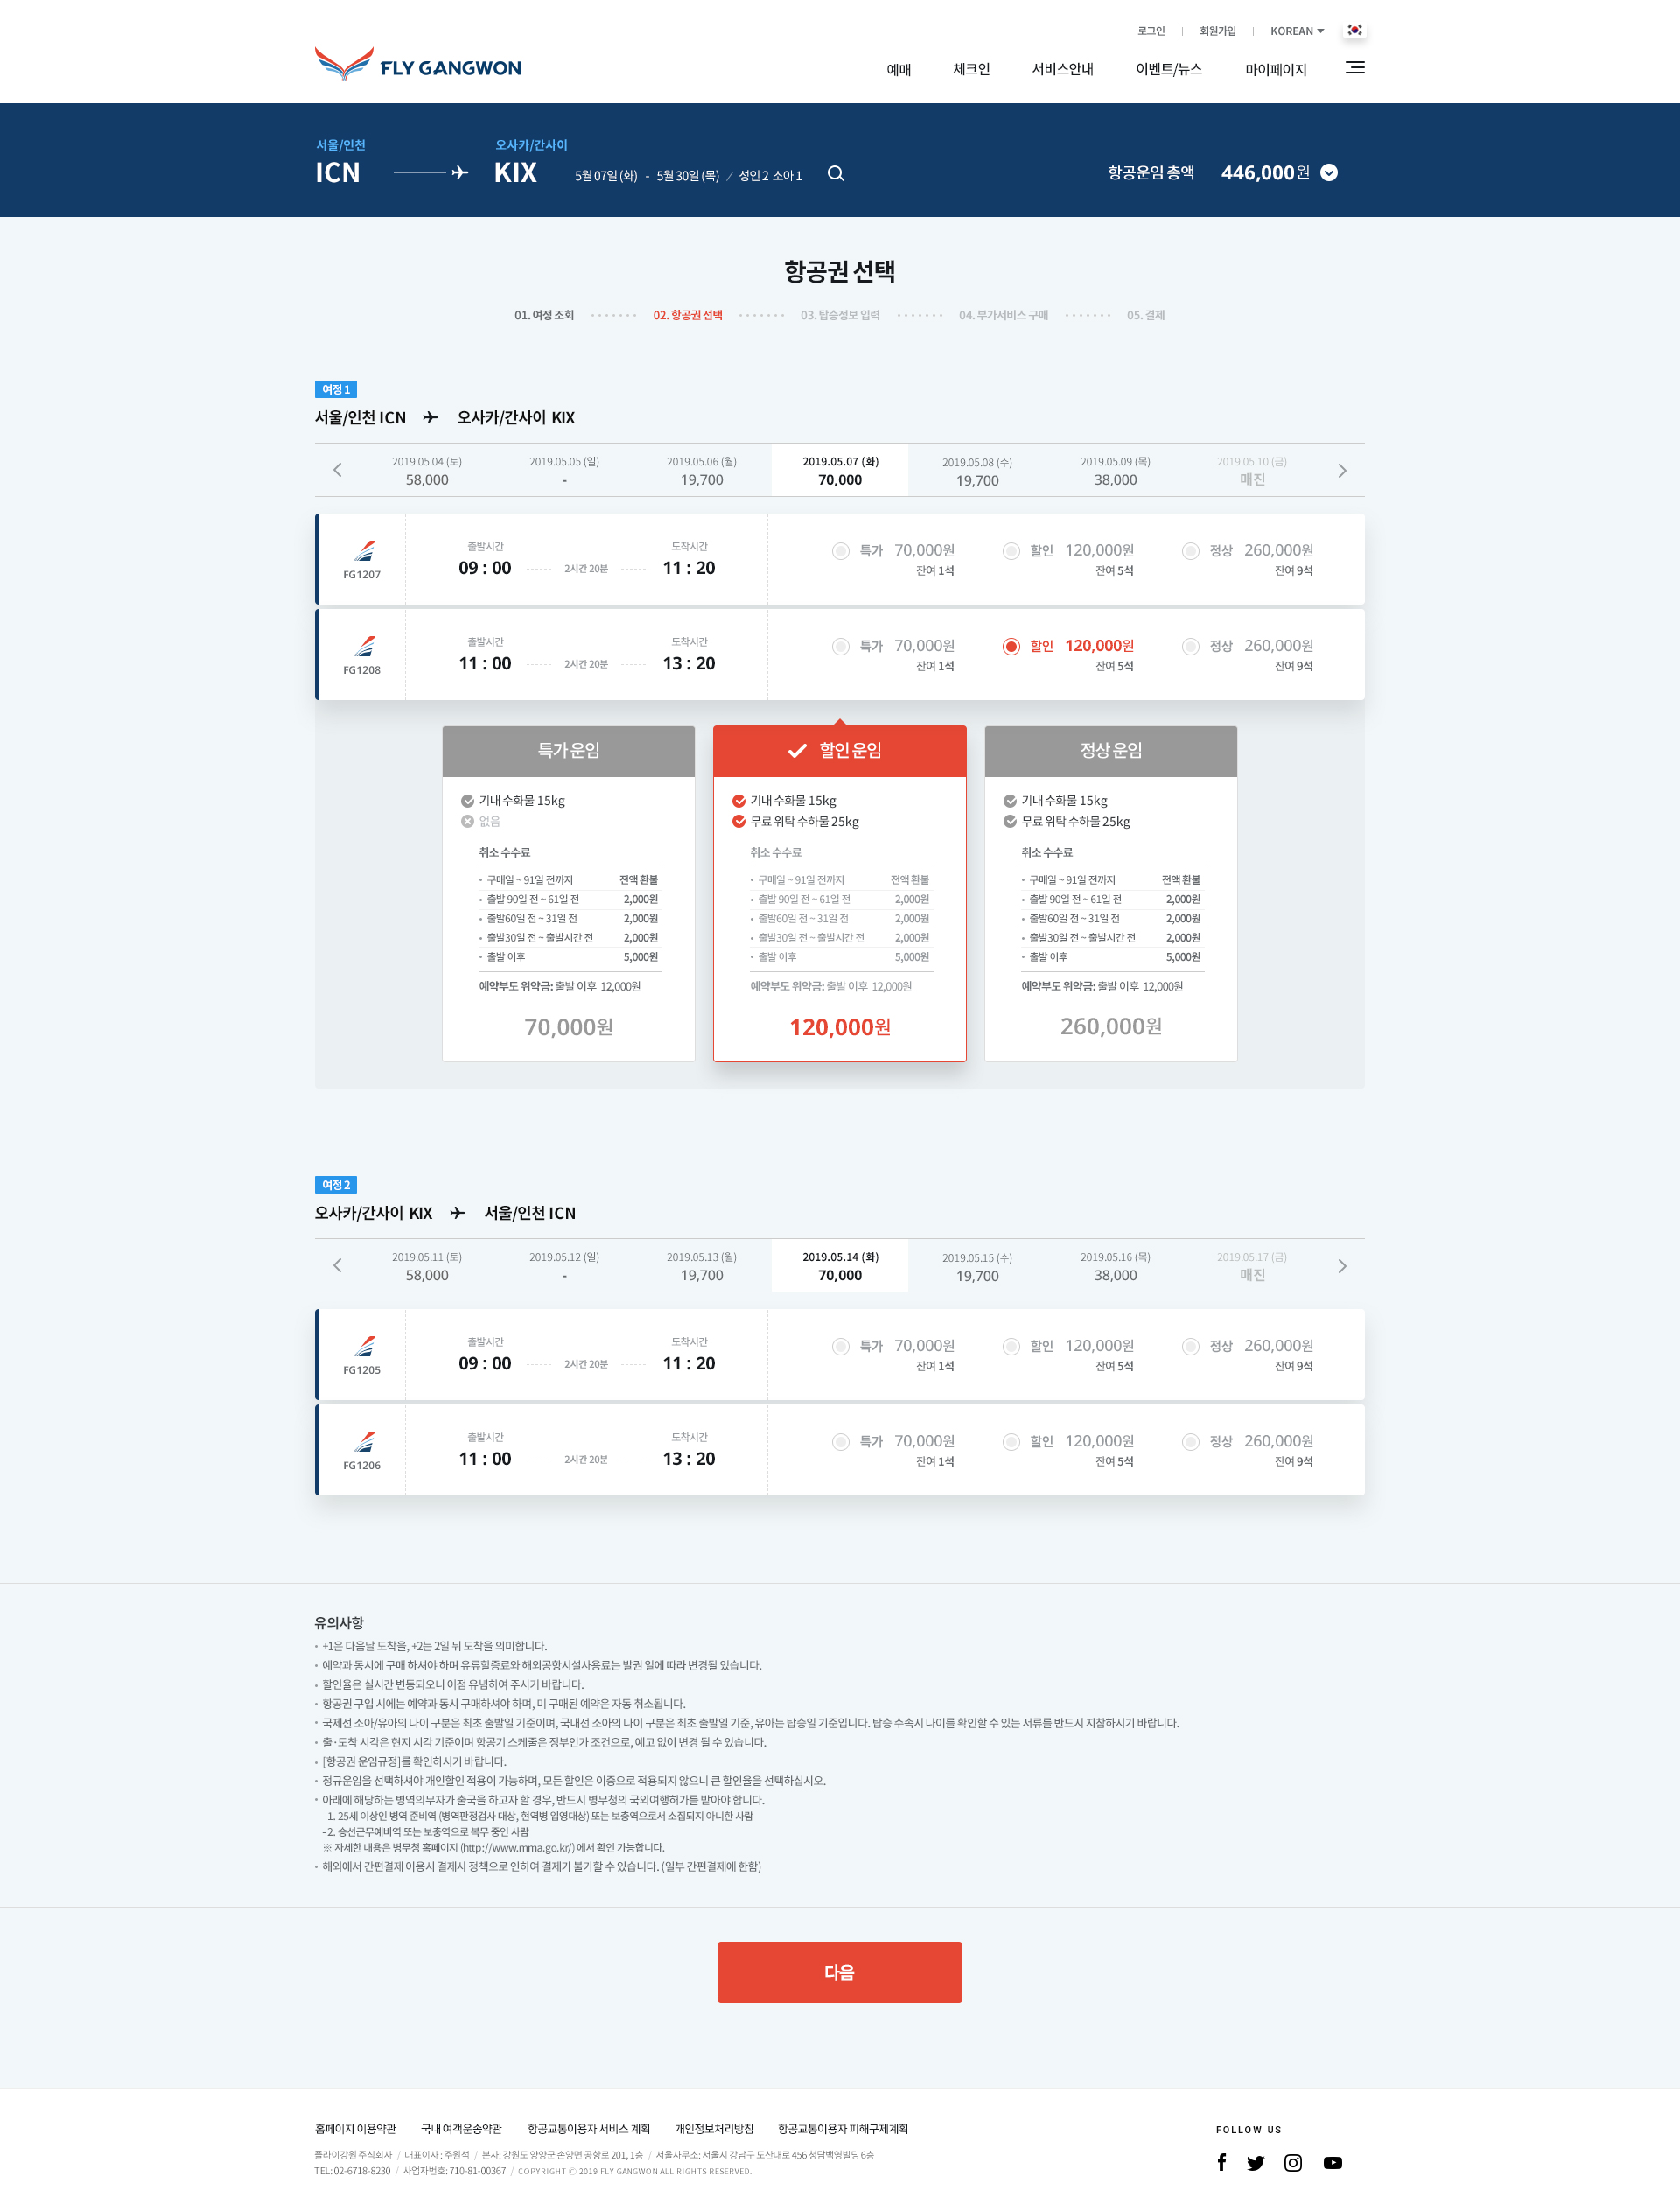 로그인 회원가입 KOREAN
FLY GANGWON 예매 체크인 서비스안내 이벤트/뉴스 마이페이지
서울/인천 오사카/간사이
ICN KIX 5월 07일 (화) - 5월 30일 (목) / 성인 2 소아 1 항공운임 총액 446,000원
항공권 선택
01. 여정 조회 ······· 02. 항공권 선택 ······· 03. 탑승정보 입력 ······· 04. 부가서비스 구매 ······· 05. 결제
여정 1
서울/인천 ICN 오사카/간사이 KIX
2019.05.04 (토) 2019.05.05 (일) 2019.05.06 (월) 2019.05.07 (화) 2019.05.08 (수) 2019.05.09 (목) 2019.05.10 (금)
58,000 - 19,700 70,000 19,700 38,000 매진
출발시간 도착시간 특가 70,000원 할인 120,000원 정상 260,000원
FG1207 09 : 00 2시간 20분 11 : 20 잔여 1석 잔여 5석 잔여 9석
출발시간 도착시간 특가 70,000원 할인 120,000원 정상 260,000원
FG1208 11 : 00 2시간 20분 13 : 20 잔여 1석 잔여 5석 잔여 9석
특가운임
기내 수화물 15kg
없음
취소 수수료
구매일 ~ 91일 전까지 전액 환불
출발 90일 전 ~ 61일 전 2,000원
출발60일 전 ~ 31일 전 2,000원
출발30일 전 ~ 출발시간 전 2,000원
출발 이후 5,000원
예약부도 위약금: 출발 이후 12,000원
70,000원
할인운임
기내 수화물 15kg
무료 위탁 수하물 25kg
취소 수수료
구매일 ~ 91일 전까지 전액 환불
출발 90일 전 ~ 61일 전 2,000원
출발60일 전 ~ 31일 전 2,000원
출발30일 전 ~ 출발시간 전 2,000원
출발 이후 5,000원
예약부도 위약금: 출발 이후 12,000원
120,000원
정상운임
기내 수화물 15kg
무료 위탁 수하물 25kg
취소 수수료
구매일 ~ 91일 전까지 전액 환불
출발 90일 전 ~ 61일 전 2,000원
출발60일 전 ~ 31일 전 2,000원
출발30일 전 ~ 출발시간 전 2,000원
출발 이후 5,000원
예약부도 위약금: 출발 이후 12,000원
260,000원
여정 2
오사카/간사이 KIX 서울/인천 ICN
2019.05.11 (토) 2019.05.12 (일) 2019.05.13 (월) 2019.05.14 (화) 2019.05.15 (수) 2019.05.16 (목) 2019.05.17 (금)
58,000 - 19,700 70,000 19,700 38,000 매진
출발시간 도착시간 특가 70,000원 할인 120,000원 정상 260,000원
FG1205 09 : 00 2시간 20분 11 : 20 잔여 1석 잔여 5석 잔여 9석
출발시간 도착시간 특가 70,000원 할인 120,000원 정상 260,000원
FG1206 11 : 00 2시간 20분 13 : 20 잔여 1석 잔여 5석 잔여 9석
유의사항
+1은 다음날 도착을, +2는 2일 뒤 도착을 의미합니다.
예약과 동시에 구매 하셔야 하며 유류할증료와 해외공항시설사용료는 발권 일에 따라 변경될 있습니다.
할인율은 실시간 변동되오니 이점 유념하여 주시기 바랍니다.
항공권 구입 시에는 예약과 동시 구매하셔야 하며, 미 구매된 예약은 자동 취소됩니다.
국제선 소아/유아의 나이 구분은 최초 출발일 기준이며, 국내선 소아의 나이 구분은 최초 출발일 기준, 유아는 탑승일 기준입니다. 탑승 수속시 나이를 확인할 수 있는 서류를 반드시 지참하시기 바랍니다.
출·도착 시각은 현지 시각 기준이며 항공기 스케줄은 정부인가 조건으로, 예고 없이 변경 될 수 있습니다.
[항공권 운임규정]를 확인하시기 바랍니다.
정규운임을 선택하셔야 개인할인 적용이 가능하며, 모든 할인은 이중으로 적용되지 않으니 큰 할인율을 선택하십시오.
아래에 해당하는 병역의무자가 출국을 하고자 할 경우, 반드시 병무청의 국외여행허가를 받아야 합니다.
- 1. 25세 이상인 병역 준비역 (병역판정검사 대상, 현역병 입영대상) 또는 보충역으로서 소집되지 아니한 사람
- 2. 승선근무예비역 또는 보충역으로 복무 중인 사람
※ 자세한 내용은 병무청 홈페이지 (http://www.mma.go.kr/) 에서 확인 가능합니다.
해외에서 간편결제 이용시 결제사 정책으로 인하여 결제가 불가할 수 있습니다. (일부 간편결제에 한함)
다음
홈페이지 이용약관 국내 여객운송약관 항공교통이용자 서비스 계획 개인정보처리방침 항공교통이용자 피해구제계획 FOLLOW US
플라이강원 주식회사 / 대표이사 : 주원석 / 본사: 강원도 양양군 손양면 공항로 201, 1층 / 서울사무소: 서울시 강남구 도산대로 456 청담백영빌딩 6층
TEL: 02-6718-8230 / 사업자번호: 710-81-00367 / COPYRIGHT ⓒ 2019 FLY GANGWON ALL RIGHTS RESERVED.